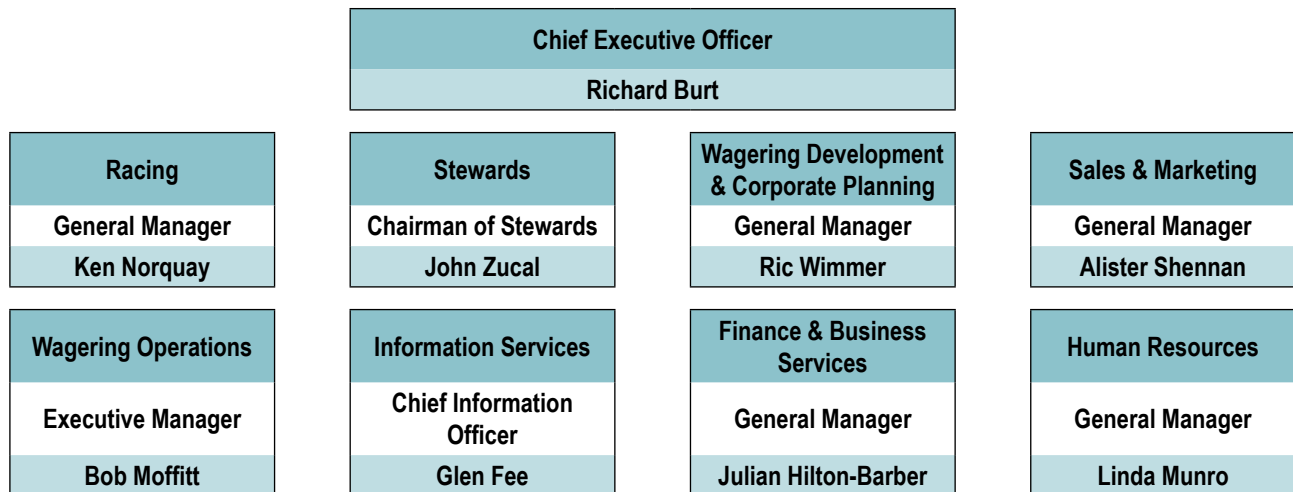 Chief Executive Officer
Richard Burt
Racing
General Manager
Ken Norquay
Stewards
Chairman of Stewards
John Zucal
Wagering Development
& Corporate Planning
General Manager
Ric Wimmer
Sales & Marketing
General Manager
Alister Shennan
Wagering Operations
Executive Manager
Bob Moffitt
Information Services
Chief Information
Officer
Glen Fee
Finance & Business
Services
General Manager
Julian Hilton-Barber
Human Resources
General Manager
Linda Munro